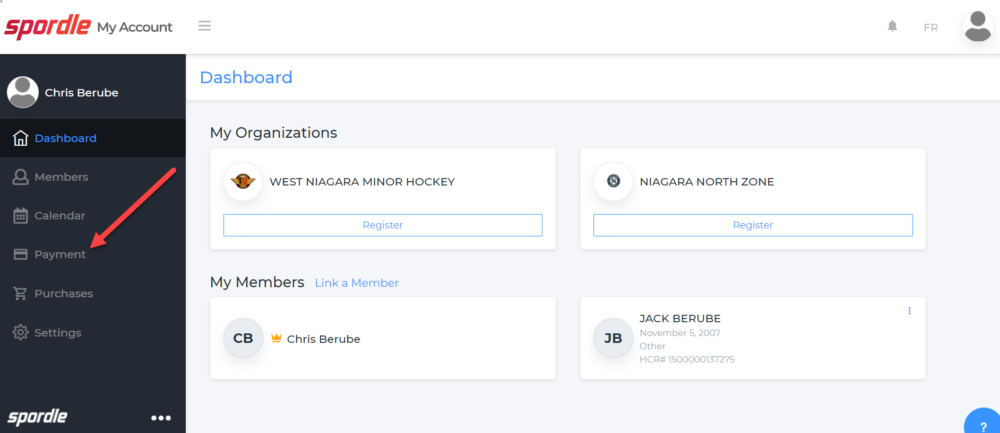 spordle My Account
FR
Chris Berube
Dashboard
Members
Calendar
Payment
Purchases
Settings
spordle
Dashboard
My Organizations
WEST NIAGARA MINOR HOCKEY
Register
NIAGARA NORTH ZONE
Register
My Members Link a Member
CB Chris Berube
JB
JACK BERUBE
November 5, 2007
Other
HCR# 1500000137275
?